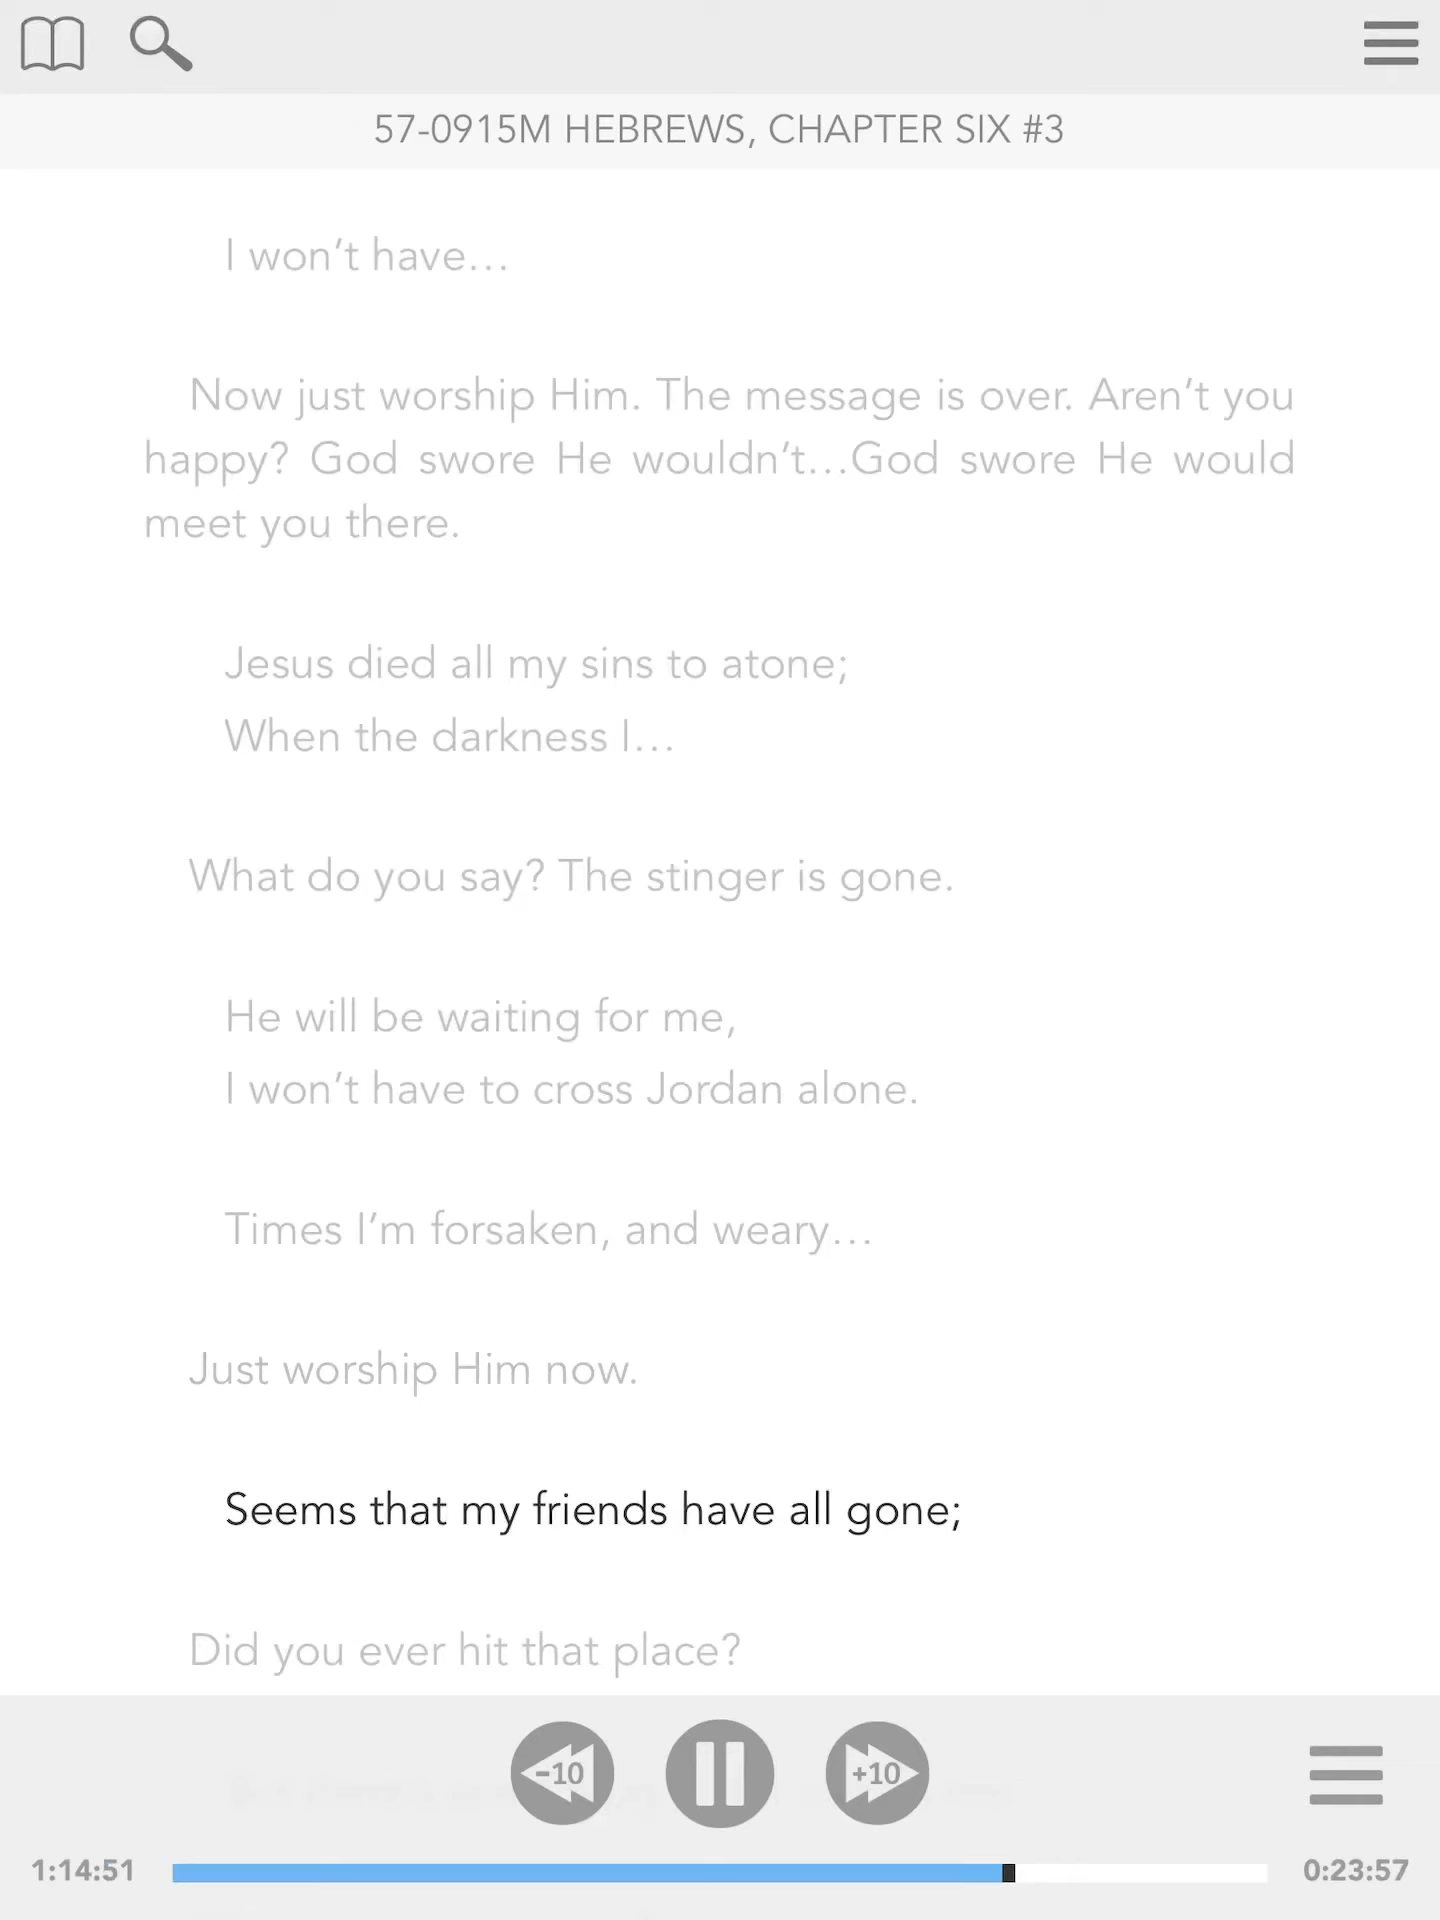 57-0915M HEBREWS, CHAPTER SIX #3
I won’t have…
Now just worship Him. The message is over. Aren’t you
happy? God swore He wouldn’t…God swore He would
meet you there.
Jesus died all my sins to atone;
When the darkness I…
What do you say? The stinger is gone.
He will be waiting for me,
I won’t have to cross Jordan alone.
Times I’m forsaken, and weary…
Just worship Him now.
Seems that my friends have all gone;
Did you ever hit that place?
-10
+10
1:14:51
0:23:57